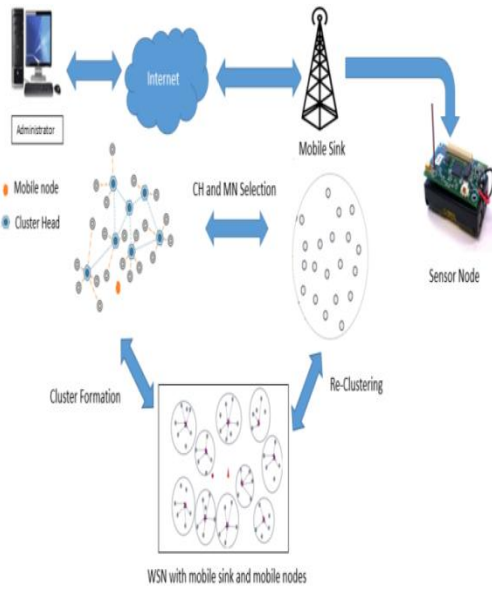 Internet
Administrator
Mobile Sink
Mobile node
Cluster Head
CH and MN Selection
Sensor Node
Cluster Formation
Re-Clustering
WSN with mobile sink and mobile nodes